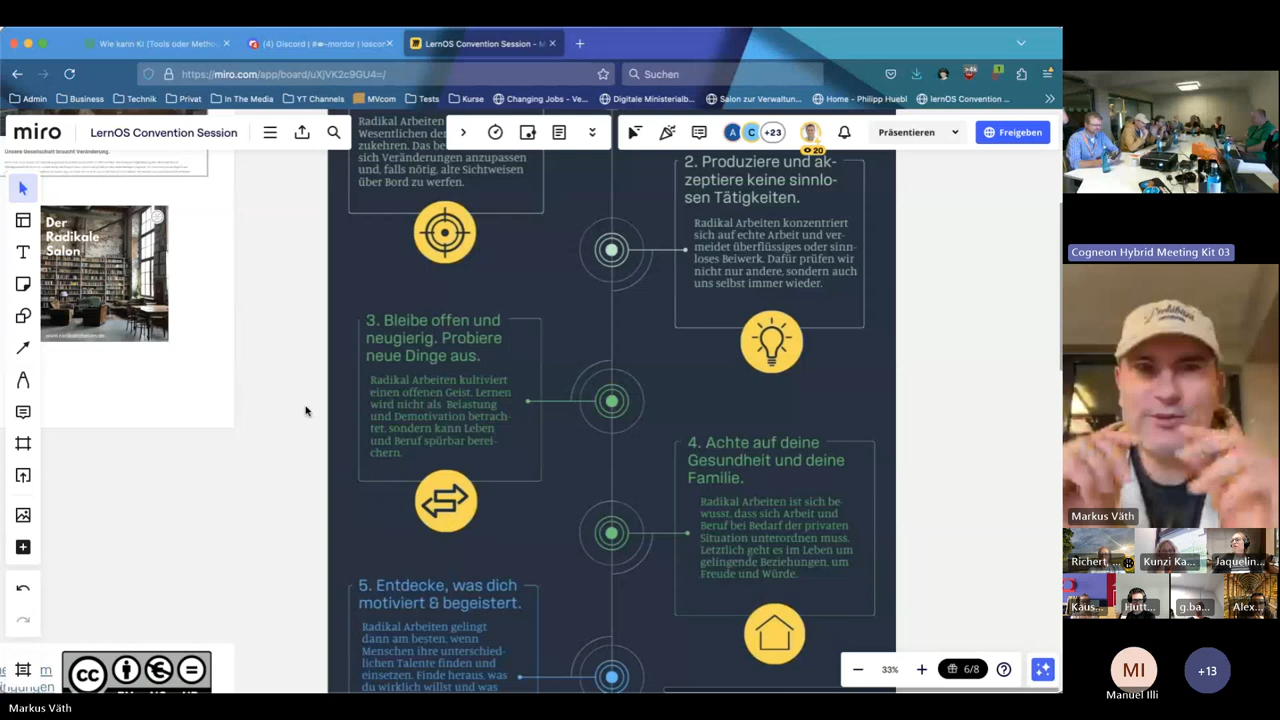 Wie kann KI (Tools oder Metho
(4) Discord | #
-mordor | loscon
LernOS Convention Session - M
https://miro.com/app/board/uXjVK2c9GU4=/
Suchen
Admin
Business
Technik
Privat
In The Media
YT Channels
MVcom
Tests
Kurse
Changing Jobs - Ve...
Digitale Ministerialb...
Salon zur Verwaltun...
Home - Philipp Huebl
lernOS Convention ...
miro
LernOS Convention Session
A
C
+23
20
Präsentieren
Freigeben
Unsere Gesellschaft braucht Veränderung.
Der
Radikale
Salon
Radikal Arbeiten
Wesentlichen der
zukehren. Das be
sich Veränderungen anzupassen
und, falls nötig, alte Sichtweisen
über Bord zu werfen.
2. Produziere und ak-
zeptiere keine sinnlo-
sen Tätigkeiten.
Radikal Arbeiten konzentriert
sich auf echte Arbeit und ver-
meidet überflüssiges oder sinn-
loses Beiwerk. Dafür prüfen wir
nicht nur andere, sondern auch
uns selbst immer wieder.
3. Bleibe offen und
neugierig. Probiere
neue Dinge aus.
Radikal Arbeiten kultiviert
einen offenen Geist. Lernen
wird nicht als Belastung
und Demotivation betrach-
tet, sondern kann Leben
und Beruf spürbar berei-
chern.
4. Achte auf deine
Gesundheit und deine
Familie.
Radikal Arbeiten ist sich be-
wusst, dass sich Arbeit und
Beruf bei Bedarf der privaten
Situation unterordnen muss.
Letztlich geht es im Leben um
gelingende Beziehungen, um
Freude und Würde.
5. Entdecke, was dich
motiviert & begeistert.
Radikal Arbeiten gelingt
dann am besten, wenn
Menschen ihre unterschied-
lichen Talente finden und
einsetzen. Finde heraus, was
du wirklich willst und was
m
ingungen
cc
33%
6/8
Cogneon Hybrid Meeting Kit 03
Markus Väth
Richert, ...
Kunzi Ka...
Jaquelin...
Kaus...
Hutt...
g.ba...
Alex...
MI
+13
Manuel Illi
Markus Väth